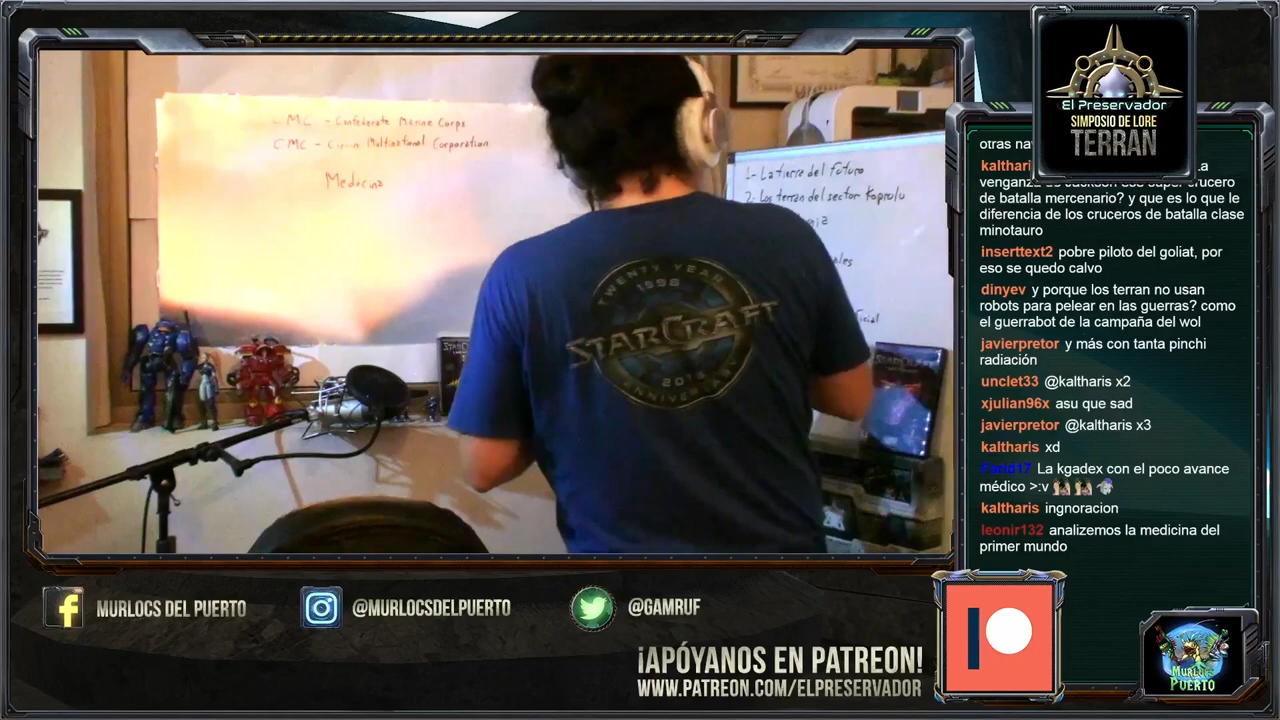 MC - Confederate Marine Corps
CMC - Multinational Corporation
Medicina
1- La tierra del futuro
2- Los terran del sector Koprulu
TWENTY YEAR
1998
STARCRAFT
2018
ANNIVERSARY
STARCRAFT
El Preservador
SIMPOSIO DE LORE
TERRAN
otras
kaltharis
venganza de Jackson ese super crucero
de batalla mercenario? y que es lo que le
diferencia de los cruceros de batalla clase
minotauro
inserttext2 pobre piloto del goliat, por
eso se quedo calvo
dinyev y porque los terran no usan
robots para pelear en las guerras? como
el guerrabot de la campaña del wol
javierpretor y más con tanta pinchi
radiación
unclet33 @kaltharis x2
xjulian96x asu que sad
javierpretor @kaltharis x3
kaltharis xd
Farid17 La kgadex con el poco avance
médico >:v
kaltharis ingnoracion
leonir132 analizemos la medicina del
primer mundo
MURLOCS DEL PUERTO
@MURLOCSDELPUERTO
@GAMRUF
¡APÓYANOS EN PATREON!
WWW.PATREON.COM/ELPRESERVADOR
MURLOCS
PUERTO